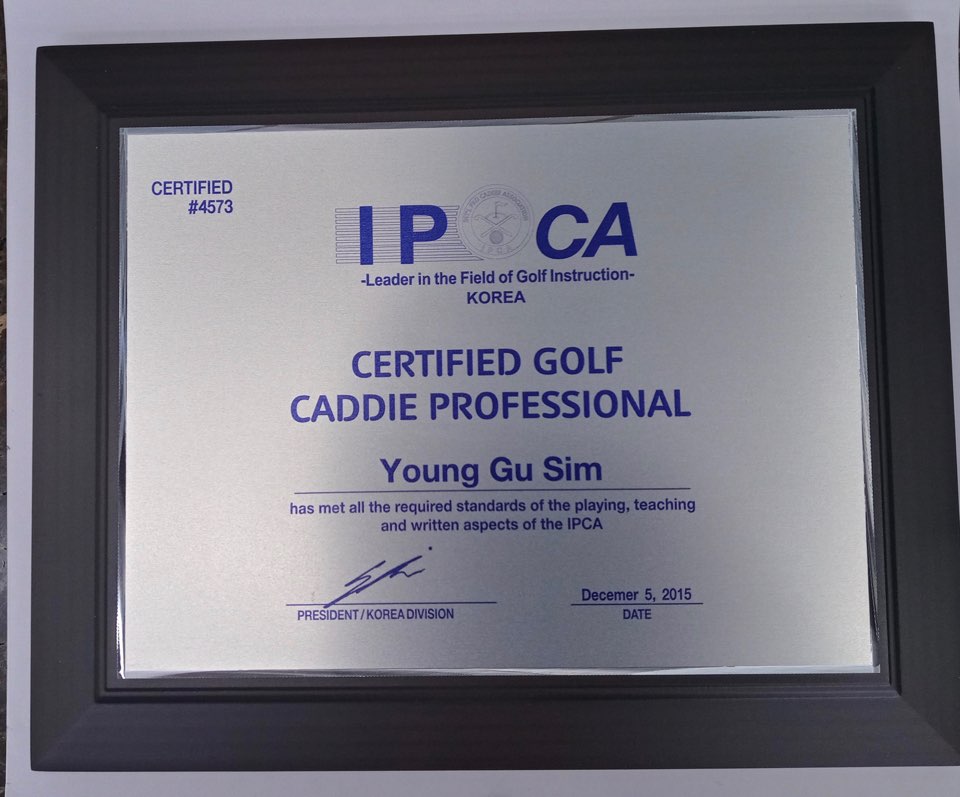 CERTIFIED
#4573
IPCA
-Leader in the Field of Golf Instruction-
KOREA
CERTIFIED GOLF
CADDIE PROFESSIONAL
Young Gu Sim
has met all the required standards of the playing, teaching
and written aspects of the IPCA
Decemer 5, 2015
PRESIDENT / KOREA DIVISION
DATE